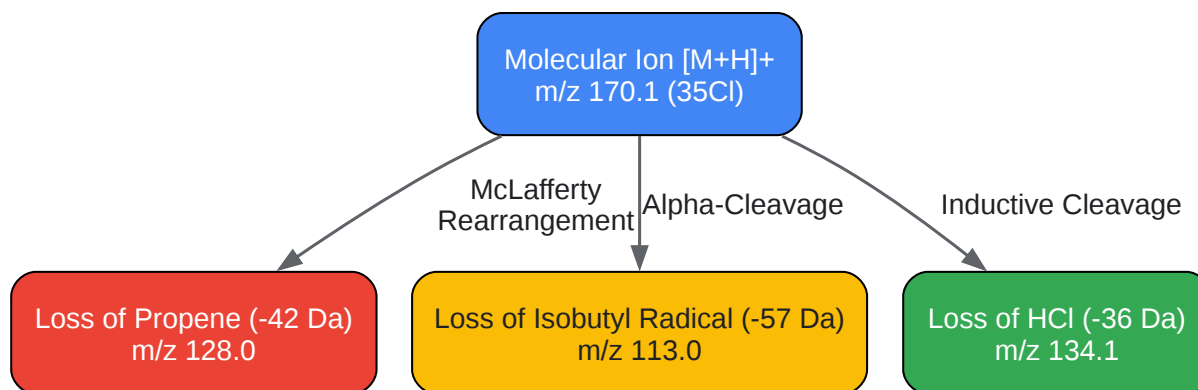 Molecular Ion [M+H]+
m/z 170.1 (35Cl)
McLafferty
Rearrangement
Alpha-Cleavage
Inductive Cleavage
Loss of Propene (-42 Da)
m/z 128.0
Loss of Isobutyl Radical (-57 Da)
m/z 113.0
Loss of HCl (-36 Da)
m/z 134.1